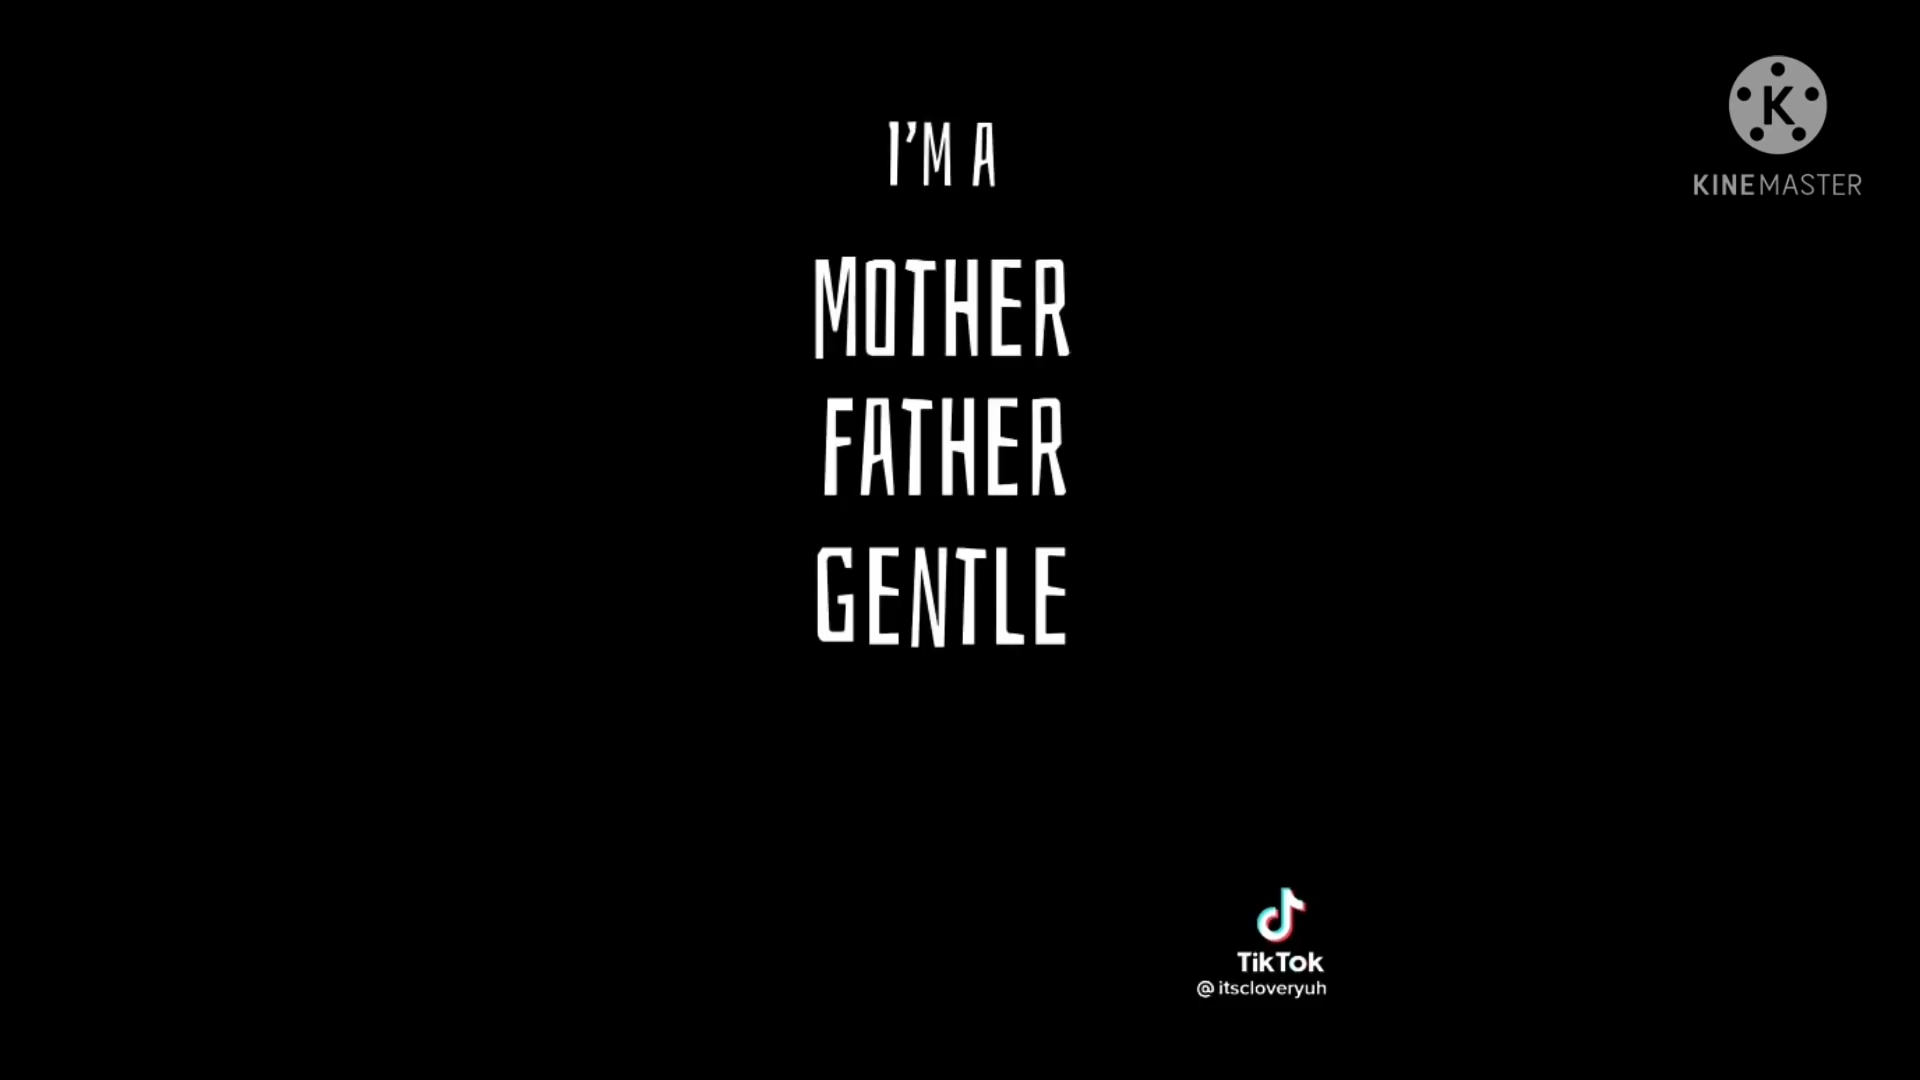 I'M A
MOTHER
FATHER
GENTLE
K
KINEMASTER
TikTok
@itscloveryuh